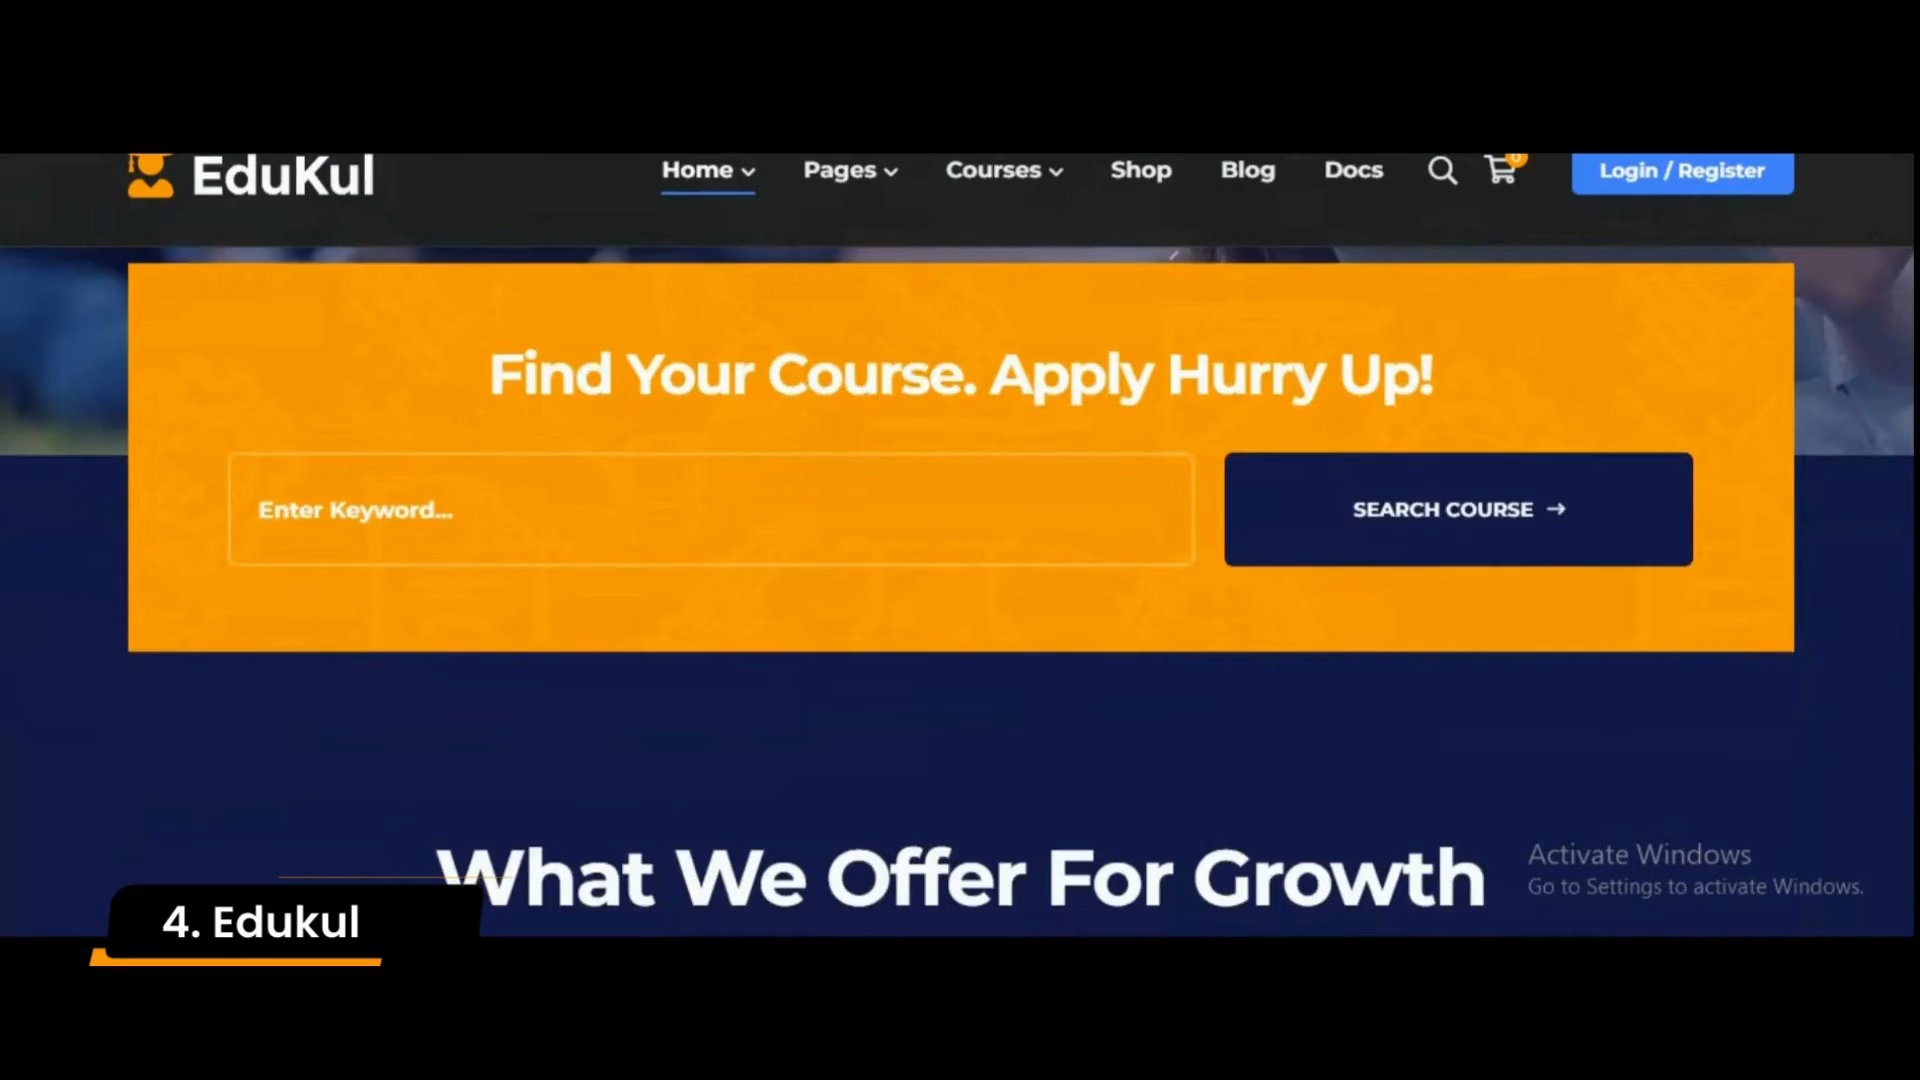 EduKul
Home Pages Courses Shop Blog Docs 0 Login / Register
Find Your Course. Apply Hurry Up!
Enter Keyword...
SEARCH COURSE →
What We Offer For Growth
Activate Windows
Go to Settings to activate Windows.
4. Edukul